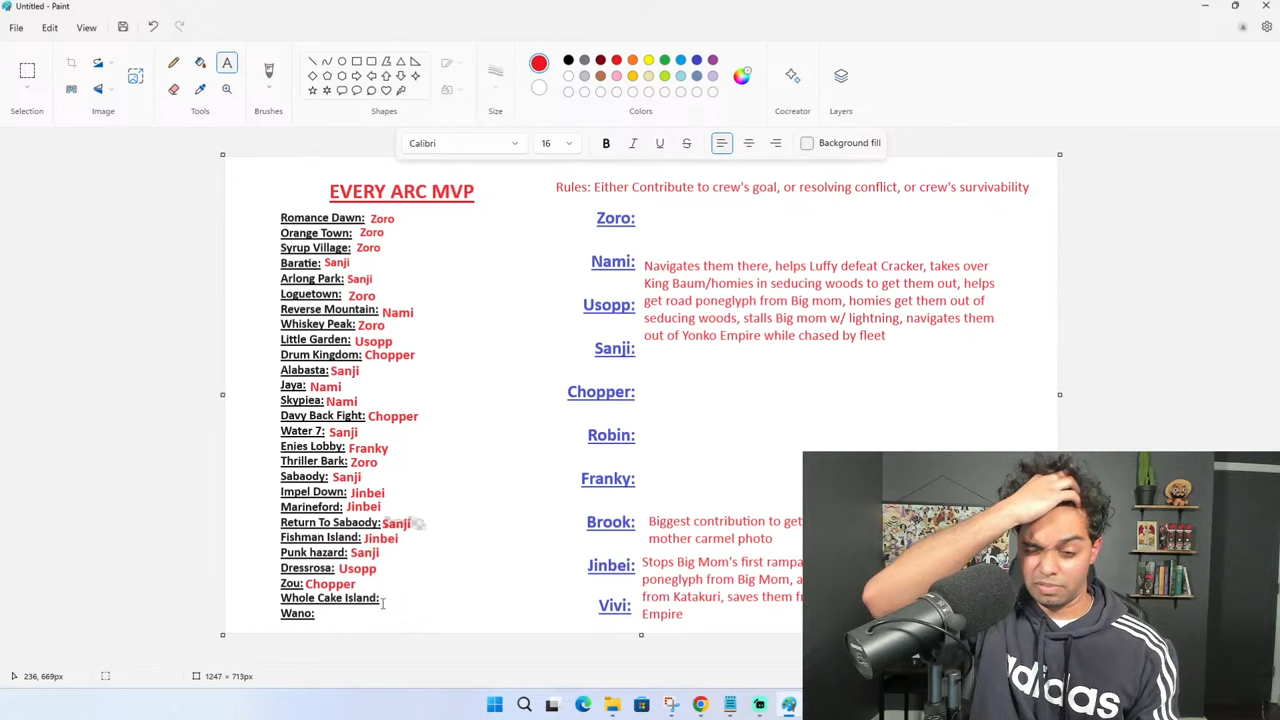 Untitled - Paint
File Edit View
Selection
Image
Tools
Brushes
Shapes
Size
Colors
Cocreator
Layers
Calibri
16
B I U S
Background fill
EVERY ARC MVP
Romance Dawn: Zoro
Orange Town: Zoro
Syrup Village: Zoro
Baratie: Sanji
Arlong Park: Sanji
Loguetown: Zoro
Reverse Mountain: Nami
Whiskey Peak: Zoro
Little Garden: Usopp
Drum Kingdom: Chopper
Alabasta: Sanji
Jaya: Nami
Skypiea: Nami
Davy Back Fight: Chopper
Water 7: Sanji
Enies Lobby: Franky
Thriller Bark: Zoro
Sabaody: Sanji
Impel Down: Jinbei
Marineford: Jinbei
Return To Sabaody: Sanji
Fishman Island: Jinbei
Punk hazard: Sanji
Dressrosa: Usopp
Zou: Chopper
Whole Cake Island:
Wano:
Rules: Either Contribute to crew's goal, or resolving conflict, or crew's survivability
Zoro:
Nami:
Navigates them there, helps Luffy defeat Cracker, takes over
King Baum/homies in seducing woods to get them out, helps
get road poneglyph from Big mom, homies get them out of
seducing woods, stalls Big mom w/ lightning, navigates them
out of Yonko Empire while chased by fleet
Usopp:
Sanji:
Chopper:
Robin:
Franky:
Brook:
Biggest contribution to get
mother carmel photo
Jinbei:
Stops Big Mom's first rampa
poneglyph from Big Mom, a
from Katakuri, saves them fr
Empire
Vivi:
236, 669px
1247 × 713px
adidas